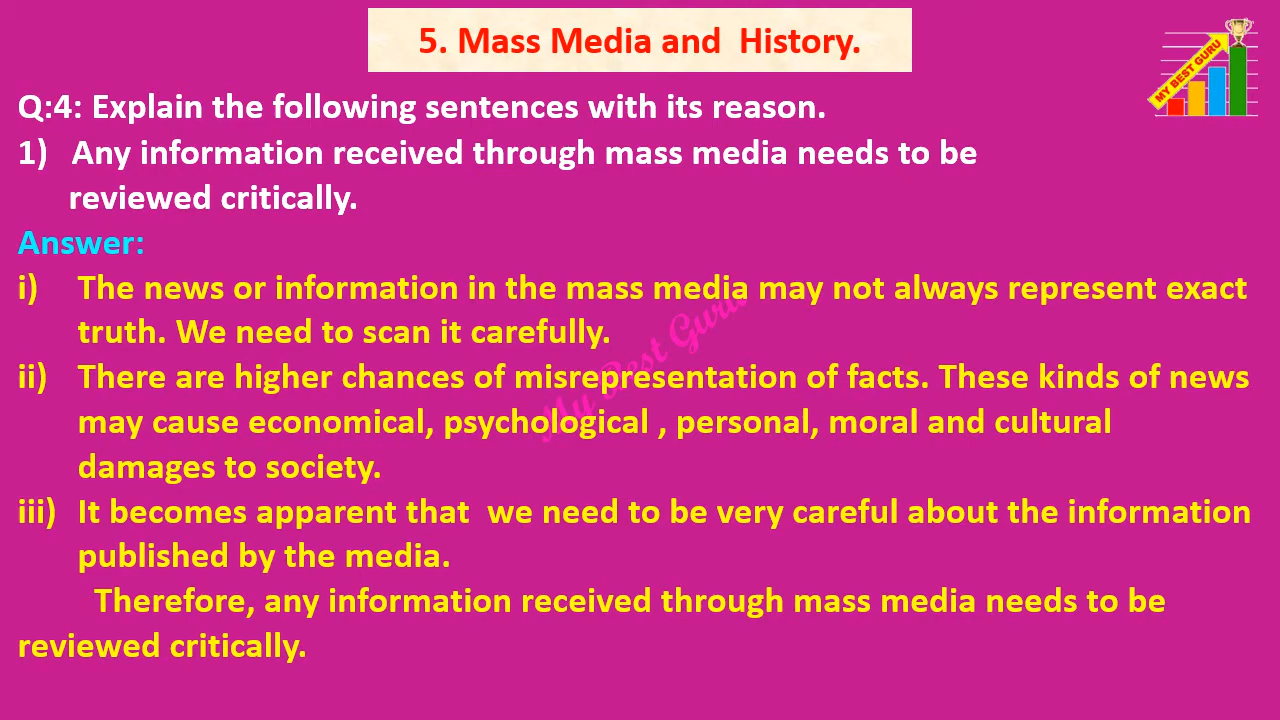 5. Mass Media and  History.
MY BEST GURU
Q:4: Explain the following sentences with its reason.
1)   Any information received through mass media needs to be
reviewed critically.
Answer:
i)    The news or information in the mass media may not always represent exact
truth. We need to scan it carefully.
ii)   There are higher chances of misrepresentation of facts. These kinds of news
may cause economical, psychological , personal, moral and cultural
damages to society.
iii)  It becomes apparent that  we need to be very careful about the information
published by the media.
Therefore, any information received through mass media needs to be
reviewed critically.
My Best Guru